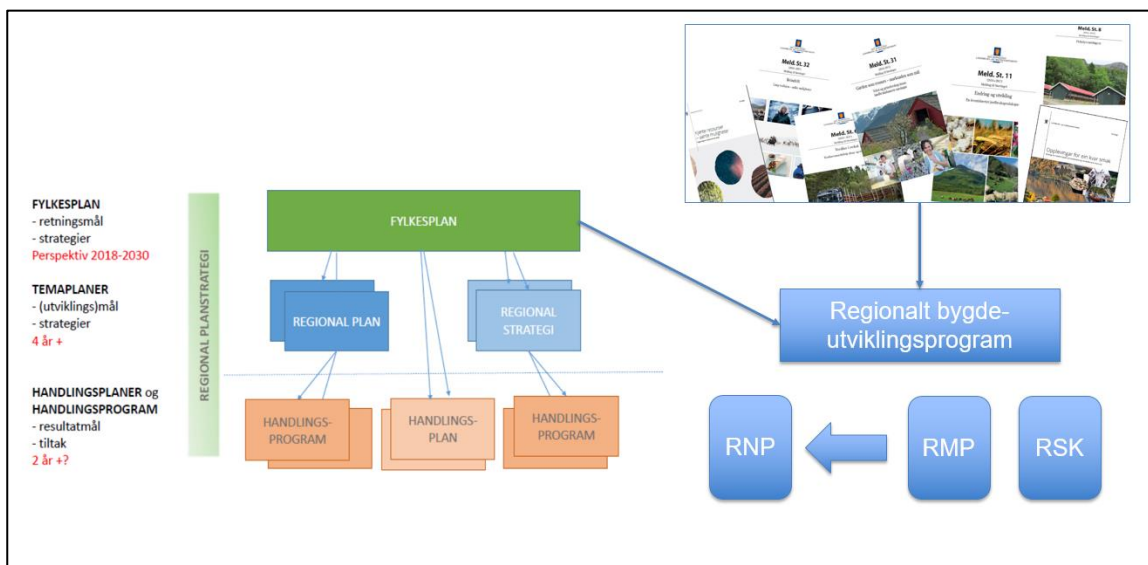 FYLKESPLAN
- retningsmål
- strategier
Perspektiv 2018-2030
TEMAPLANER
- (utviklings)mål
- strategier
4 år +
HANDLINGSPLANER og
HANDLINGSPROGRAM
- resultatmål
- tiltak
2 år +?
REGIONAL PLANSTRATEGI
FYLKESPLAN
REGIONAL PLAN
REGIONAL
STRATEGI
HANDLINGS-
PROGRAM
HANDLINGS-
PLAN
HANDLINGS-
PROGRAM
Meld. St. 32
Meld. St. 31
Meld. St. 11
Endring og utvikling
Meld. St. 8
Opplevingar for ein kvar smak
Regionalt bygde-
utviklingsprogram
RNP
RMP
RSK